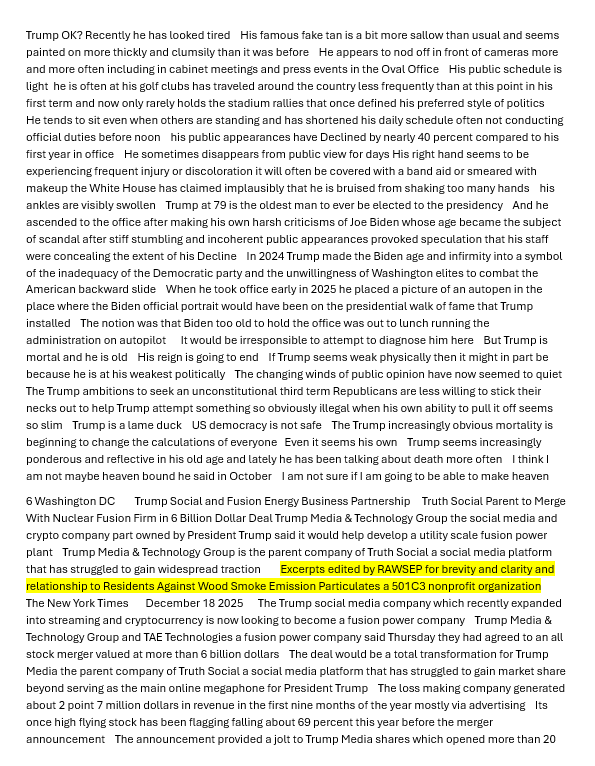 Trump OK? Recently he has looked tired His famous fake tan is a bit more sallow than usual and seems
painted on more thickly and clumsily than it was before He appears to nod off in front of cameras more
and more often including in cabinet meetings and press events in the Oval Office His public schedule is
light he is often at his golf clubs has traveled around the country less frequently than at this point in his
first term and now only rarely holds the stadium rallies that once defined his preferred style of politics
He tends to sit even when others are standing and has shortened his daily schedule often not conducting
official duties before noon his public appearances have Declined by nearly 40 percent compared to his
first year in office He sometimes disappears from public view for days His right hand seems to be
experiencing frequent injury or discoloration it will often be covered with a band aid or smeared with
makeup the White House has claimed implausibly that he is bruised from shaking too many hands his
ankles are visibly swollen Trump at 79 is the oldest man to ever be elected to the presidency And he
ascended to the office after making his own harsh criticisms of Joe Biden whose age became the subject
of scandal after stiff stumbling and incoherent public appearances provoked speculation that his staff
were concealing the extent of his Decline In 2024 Trump made the Biden age and infirmity into a symbol
of the inadequacy of the Democratic party and the unwillingness of Washington elites to combat the
American backward slide When he took office early in 2025 he placed a picture of an autopen in the
place where the Biden official portrait would have been on the presidential walk of fame that Trump
installed The notion was that Biden too old to hold the office was out to lunch running the
administration on autopilot It would be irresponsible to attempt to diagnose him here But Trump is
mortal and he is old His reign is going to end If Trump seems weak physically then it might in part be
because he is at his weakest politically The changing winds of public opinion have now seemed to quiet
The Trump ambitions to seek an unconstitutional third term Republicans are less willing to stick their
necks out to help Trump attempt something so obviously illegal when his own ability to pull it off seems
so slim Trump is a lame duck US democracy is not safe The Trump increasingly obvious mortality is
beginning to change the calculations of everyone Even it seems his own Trump seems increasingly
ponderous and reflective in his old age and lately he has been talking about death more often I think I
am not maybe heaven bound he said in October I am not sure if I am going to be able to make heaven
6 Washington DC Trump Social and Fusion Energy Business Partnership Truth Social Parent to Merge
With Nuclear Fusion Firm in 6 Billion Dollar Deal Trump Media & Technology Group the social media and
crypto company part owned by President Trump said it would help develop a utility scale fusion power
plant Trump Media & Technology Group is the parent company of Truth Social a social media platform
that has struggled to gain widespread traction Excerpts edited by RAWSEP for brevity and clarity and
relationship to Residents Against Wood Smoke Emission Particulates a 501C3 nonprofit organization
The New York Times December 18 2025 The Trump social media company which recently expanded
into streaming and cryptocurrency is now looking to become a fusion power company Trump Media &
Technology Group and TAE Technologies a fusion power company said Thursday they had agreed to an all
stock merger valued at more than 6 billion dollars The deal would be a total transformation for Trump
Media the parent company of Truth Social a social media platform that has struggled to gain market share
beyond serving as the main online megaphone for President Trump The loss making company generated
about 2 point 7 million dollars in revenue in the first nine months of the year mostly via advertising Its
once high flying stock has been flagging falling about 69 percent this year before the merger
announcement The announcement provided a jolt to Trump Media shares which opened more than 20